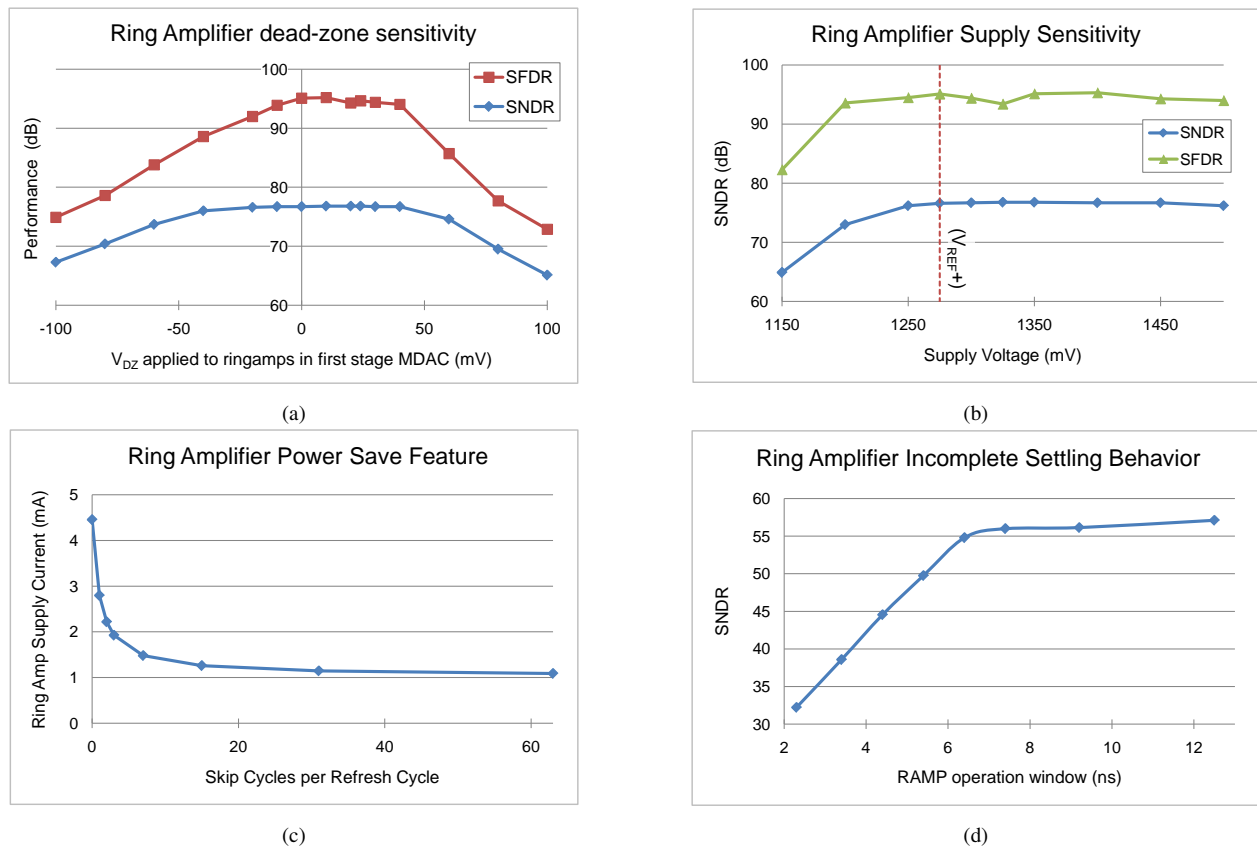 Ring Amplifier dead-zone sensitivity
100
90
80
70
60
-100
-50
0
50
100
Performance (dB)
SFDR
SNDR
V_DZ applied to ringamps in first stage MDAC (mV)
(a)
Ring Amplifier Supply Sensitivity
100
90
80
70
60
1150
1250
1350
1450
SNDR (dB)
SNDR
SFDR
(V_REF+)
Supply Voltage (mV)
(b)
Ring Amplifier Power Save Feature
5
4
3
2
1
0
0
20
40
60
Ring Amp Supply Current (mA)
Skip Cycles per Refresh Cycle
(c)
Ring Amplifier Incomplete Settling Behavior
60
55
50
45
40
35
30
2
4
6
8
10
12
SNDR
RAMP operation window (ns)
(d)